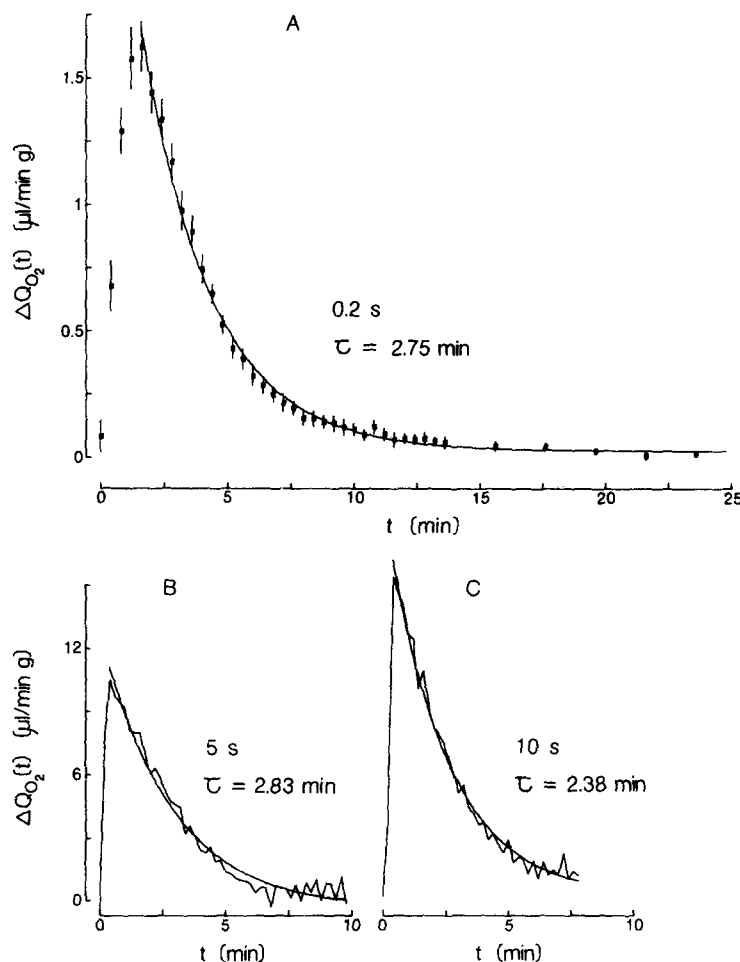 A
ΔQO₂(t) (μl/min g)
1.5
1
0.5
0
0.2 s
τ = 2.75 min
0 5 10 15 20 25
t (min)
B
ΔQO₂(t) (μl/min g)
12
6
0
5 s
τ = 2.83 min
0 5 10
t (min)
C
10 s
τ = 2.38 min
0 5 10
t (min)